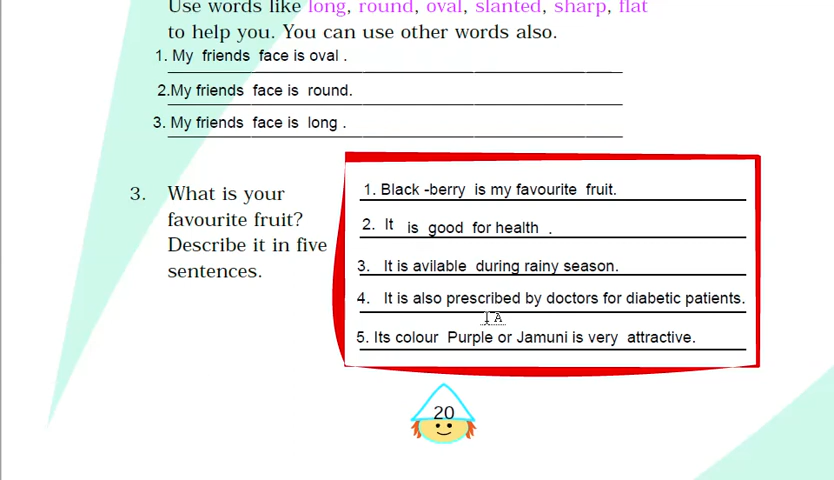 Use words like long, round, oval, slanted, sharp, flat
to help you. You can use other words also.
1. My friends face is oval .
2.My friends face is round.
3. My friends face is long .
3. What is your
favourite fruit?
Describe it in five
sentences.
1. Black -berry is my favourite fruit.
2. It is good for health .
3. It is avilable during rainy season.
4. It is also prescribed by doctors for diabetic patients.
5. Its colour Purple or Jamuni is very attractive.
20